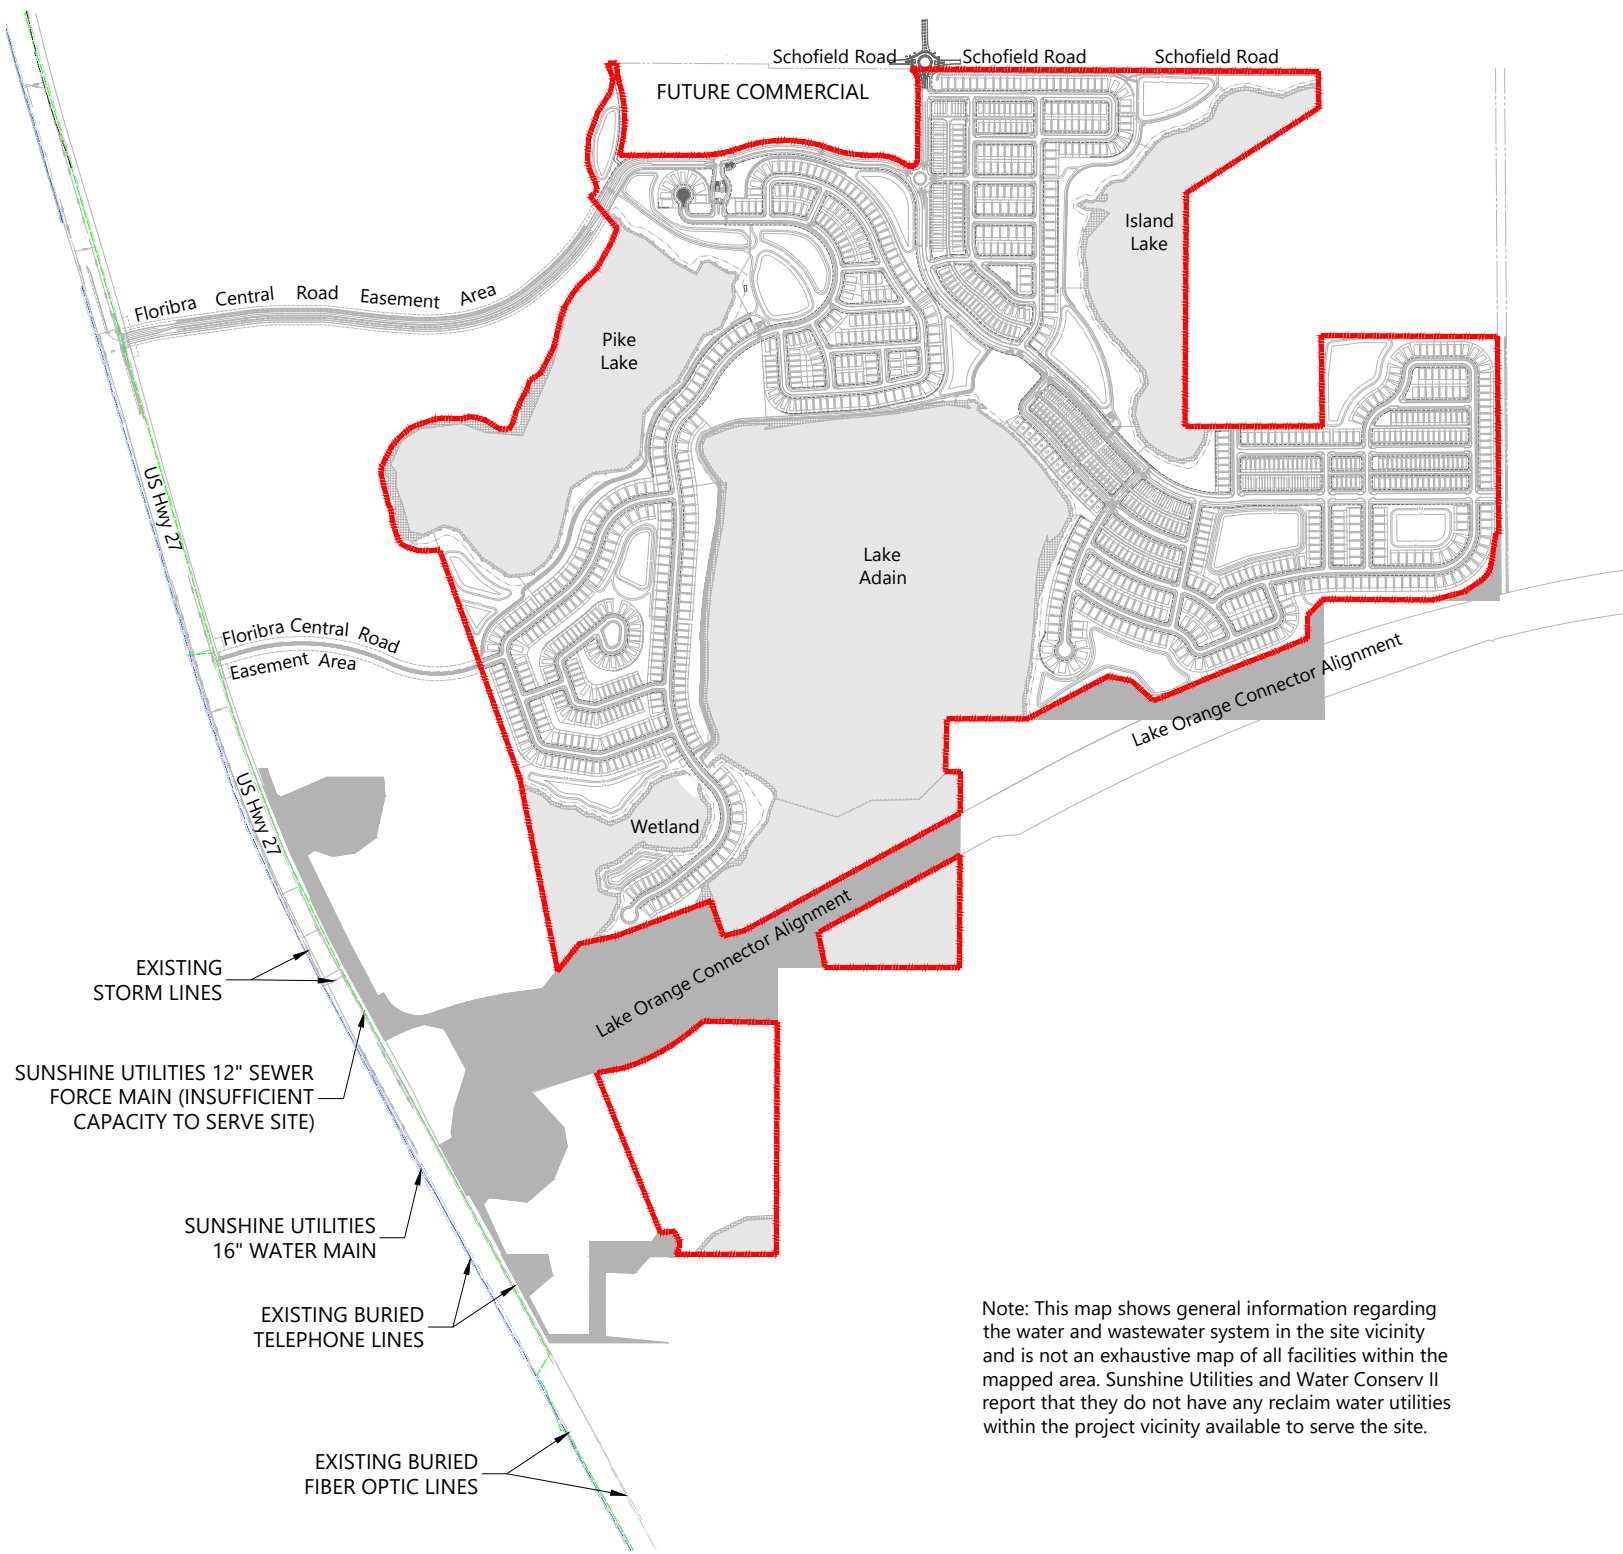 Schofield Road
Schofield Road
Schofield Road
FUTURE COMMERCIAL
Island
Lake
Floribra Central Road Easement Area
Pike
Lake
US Hwy 27
Lake
Adain
Floribra Central Road
Easement Area
Lake Orange Connector Alignment
US Hwy 27
Wetland
Lake Orange Connector Alignment
EXISTING
STORM LINES
SUNSHINE UTILITIES 12" SEWER
FORCE MAIN (INSUFFICIENT
CAPACITY TO SERVE SITE)
SUNSHINE UTILITIES
16" WATER MAIN
EXISTING BURIED
TELEPHONE LINES
EXISTING BURIED
FIBER OPTIC LINES
Note: This map shows general information regarding
the water and wastewater system in the site vicinity
and is not an exhaustive map of all facilities within the
mapped area. Sunshine Utilities and Water Conserv II
report that they do not have any reclaim water utilities
within the project vicinity available to serve the site.